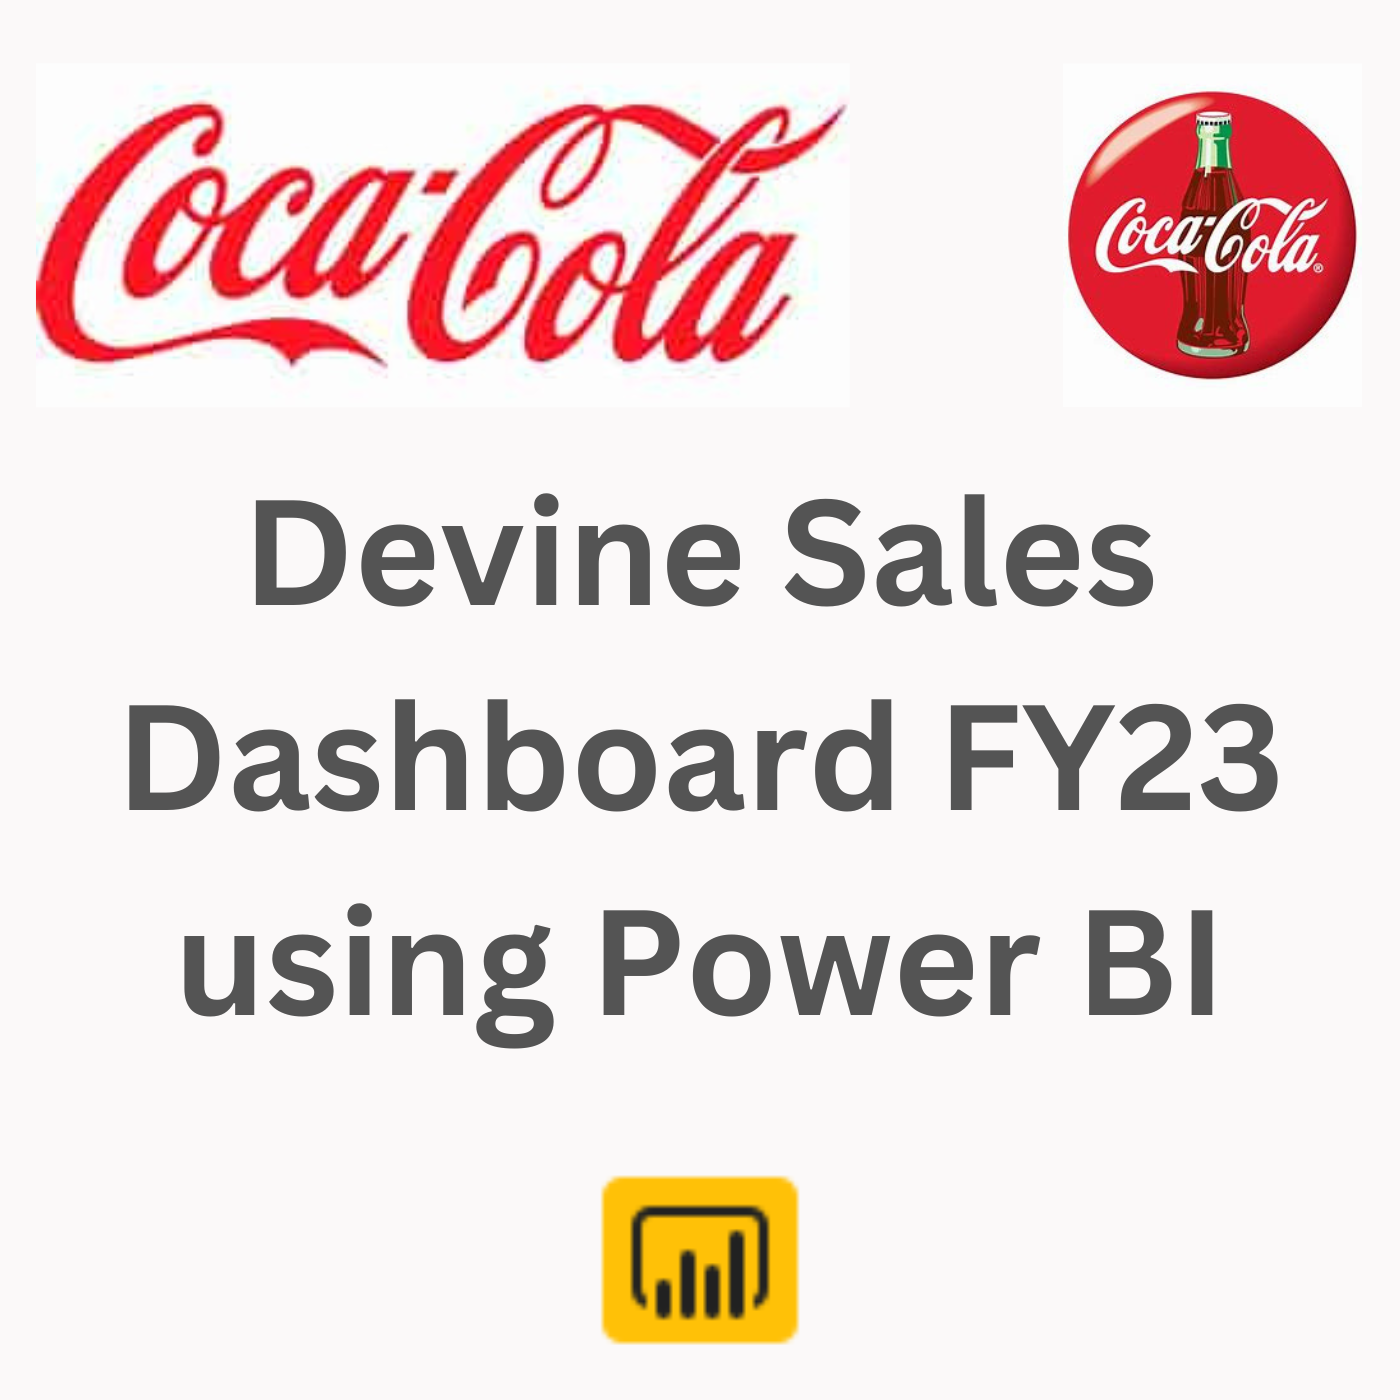 Coca-Cola
Coca-Cola®
Devine Sales
Dashboard FY23
using Power BI